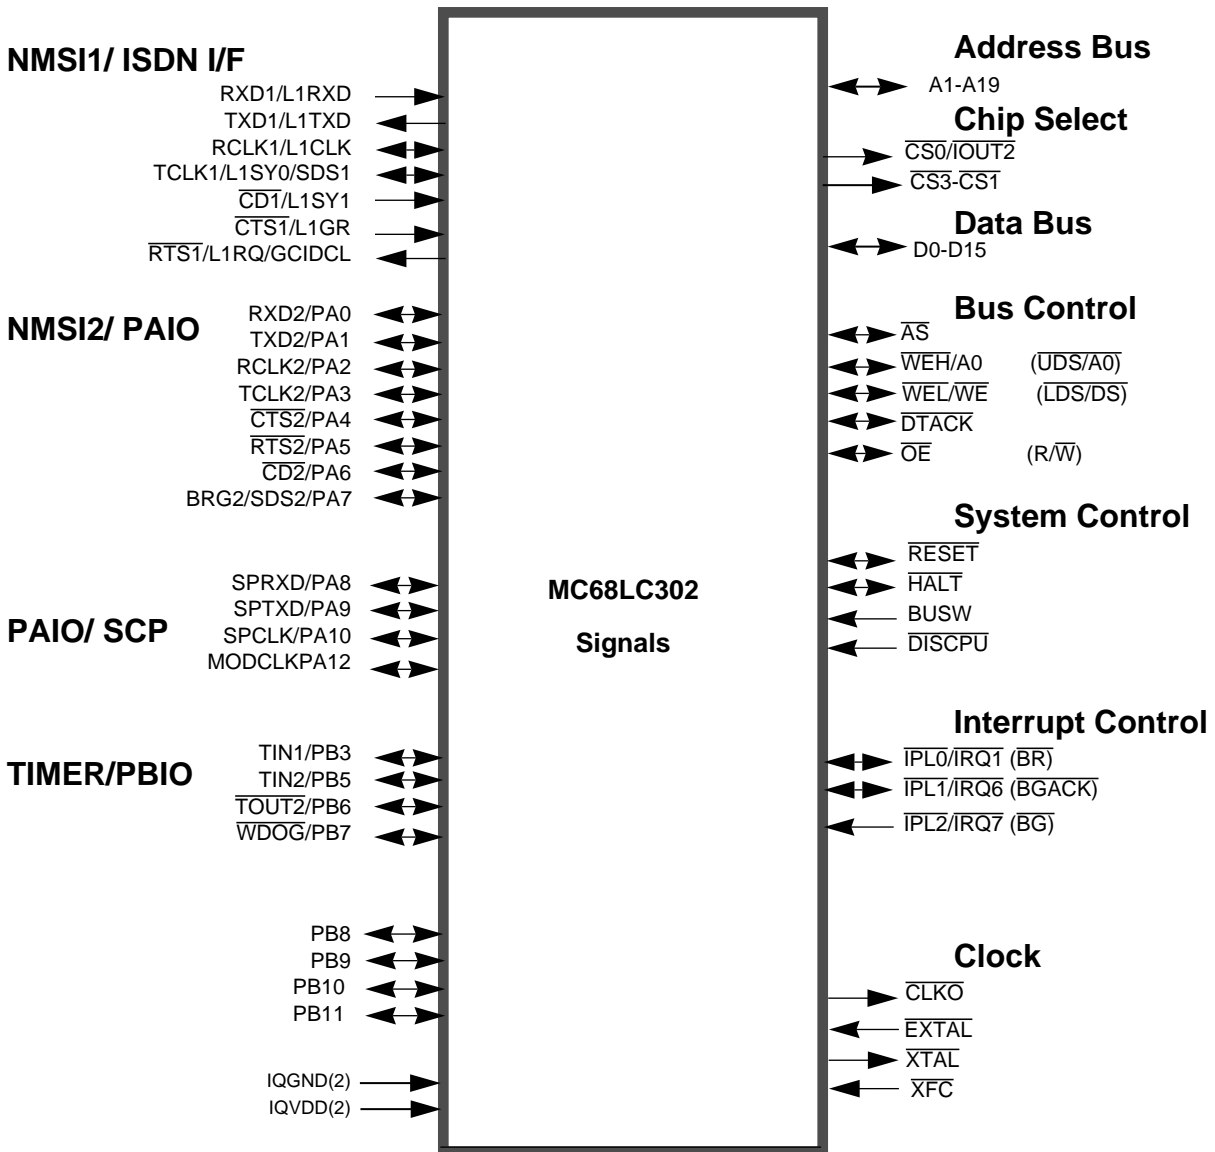 NMSI1/ ISDN I/F
RXD1/L1RXD
TXD1/L1TXD
RCLK1/L1CLK
TCLK1/L1SY0/SDS1
CD1/L1SY1
CTS1/L1GR
RTS1/L1RQ/GCIDCL
NMSI2/ PAIO
RXD2/PA0
TXD2/PA1
RCLK2/PA2
TCLK2/PA3
CTS2/PA4
RTS2/PA5
CD2/PA6
BRG2/SDS2/PA7
PAIO/ SCP
SPRXD/PA8
SPTXD/PA9
SPCLK/PA10
MODCLKPA12
TIMER/PBIO
TIN1/PB3
TIN2/PB5
TOUT2/PB6
WDOG/PB7
PB8
PB9
PB10
PB11
IQGND(2)
IQVDD(2)
MC68LC302
Signals
Address Bus
A1-A19
Chip Select
CS0/IOUT2
CS3-CS1
Data Bus
D0-D15
Bus Control
AS
WEH/A0 (UDS/A0)
WEL/WE (LDS/DS)
DTACK
OE (R/W)
System Control
RESET
HALT
BUSW
DISCPU
Interrupt Control
IPL0/IRQ1 (BR)
IPL1/IRQ6 (BGACK)
IPL2/IRQ7 (BG)
Clock
CLKO
EXTAL
XTAL
XFC